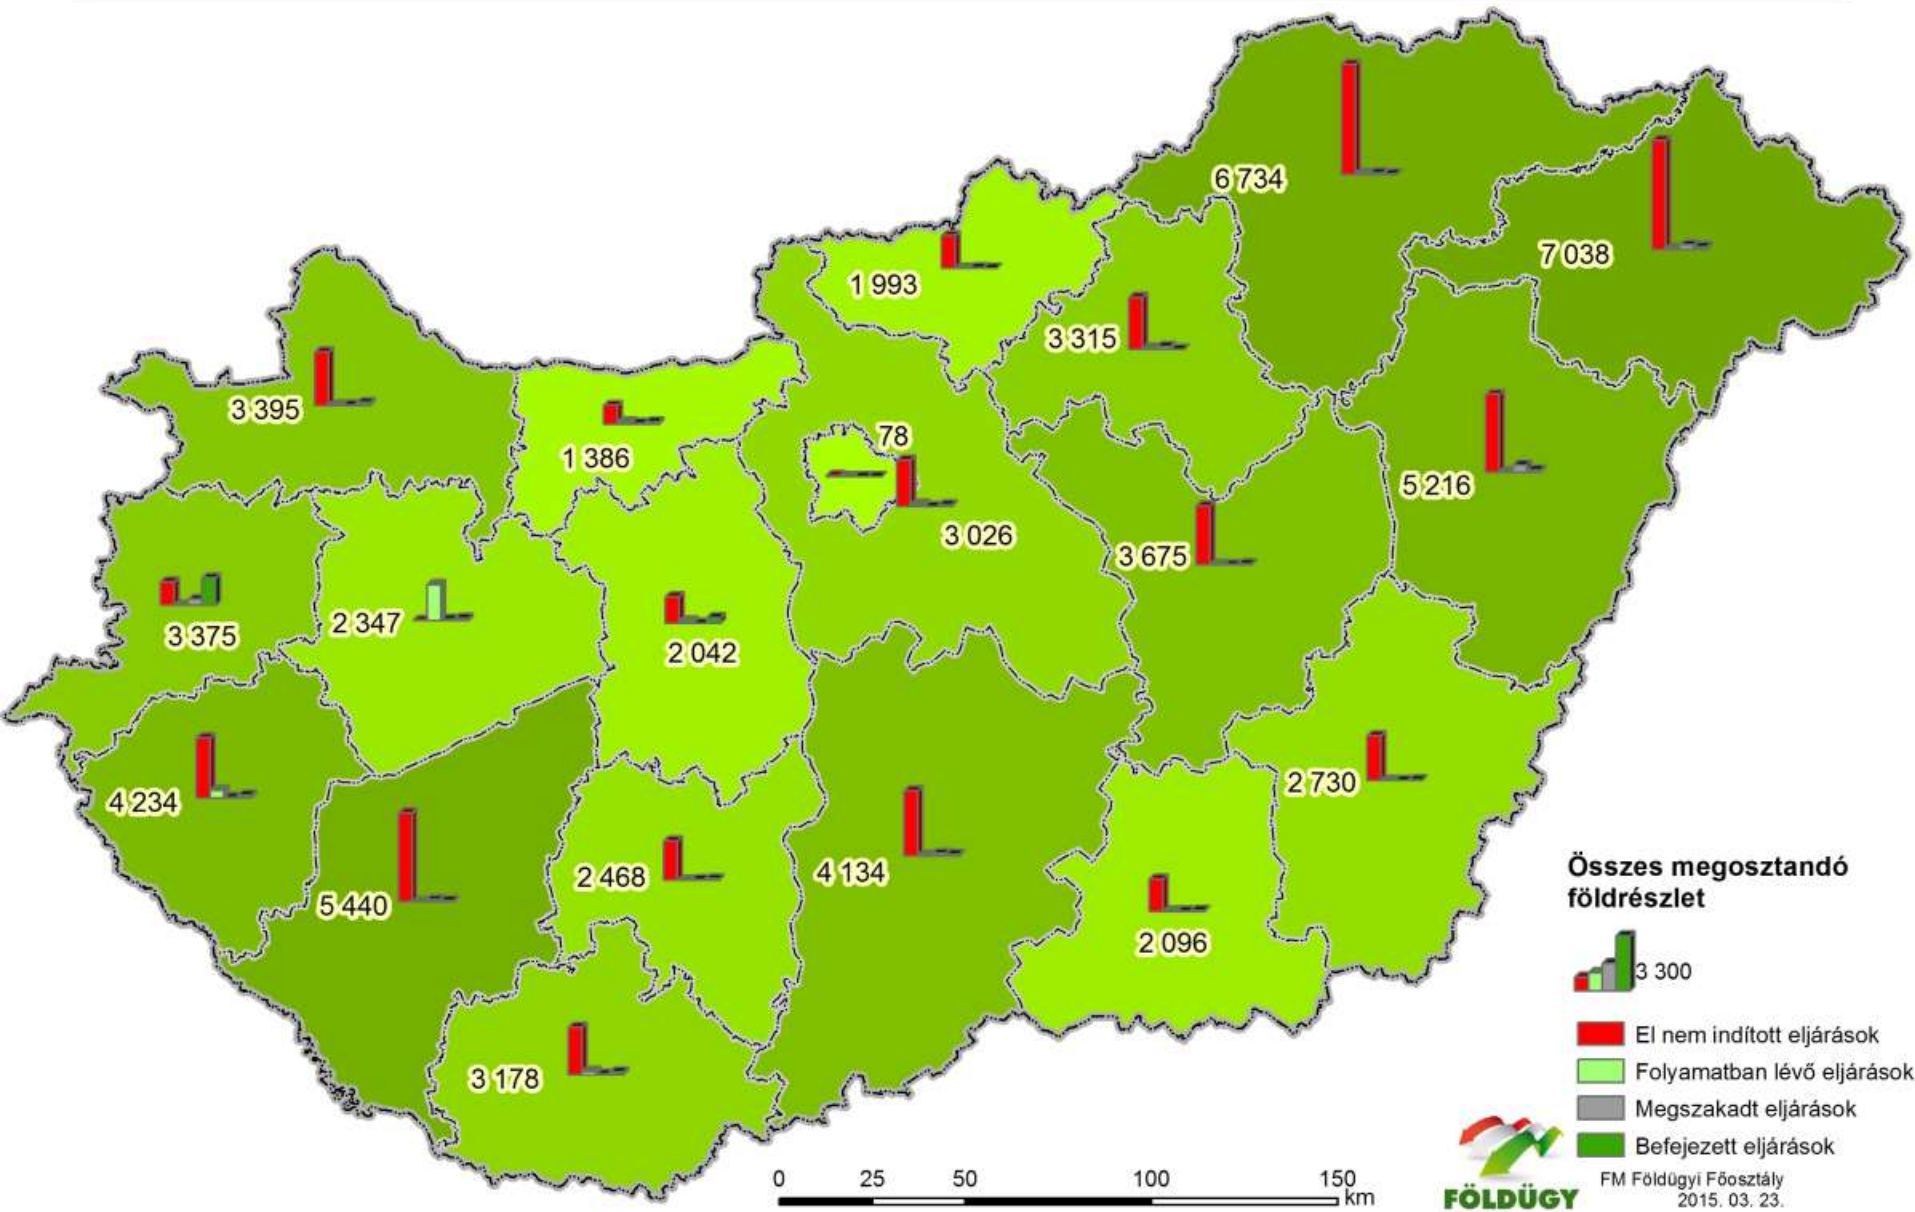 6 734
7 038
1 993
3 315
3 395
1 386
78
5 216
3 026
3 675
3 375
2 347
2 042
4 234
2 730
5 440
2 468
4 134
2 096
3 178
Összes megosztandó
földrészlet
3 300
El nem indított eljárások
Folyamatban lévő eljárások
Megszakadt eljárások
Befejezett eljárások
0 25 50 100 150
km
FÖLDÜGY
FM Földügyi Főosztály
2015. 03. 23.